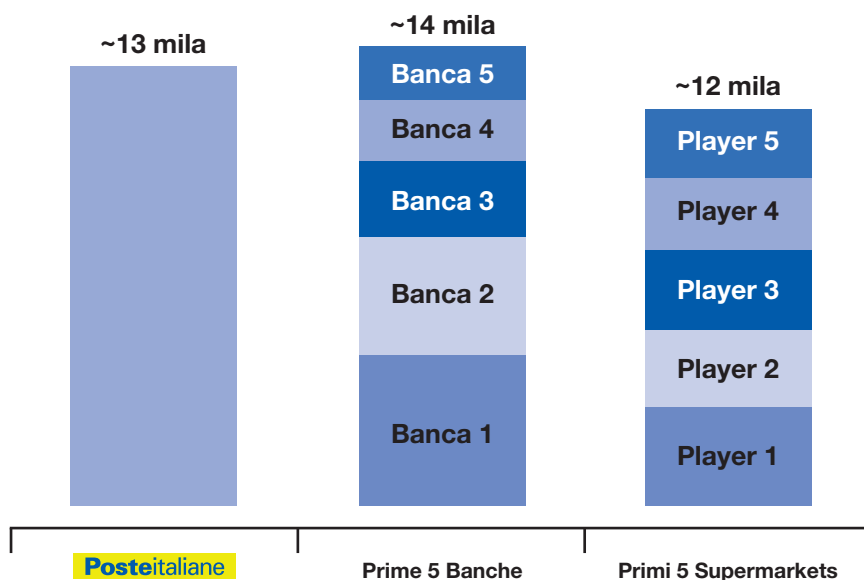 ~13 mila
~14 mila
Banca 5
Banca 4
Banca 3
Banca 2
Banca 1
~12 mila
Player 5
Player 4
Player 3
Player 2
Player 1
Posteitaliane
Prime 5 Banche
Primi 5 Supermarkets